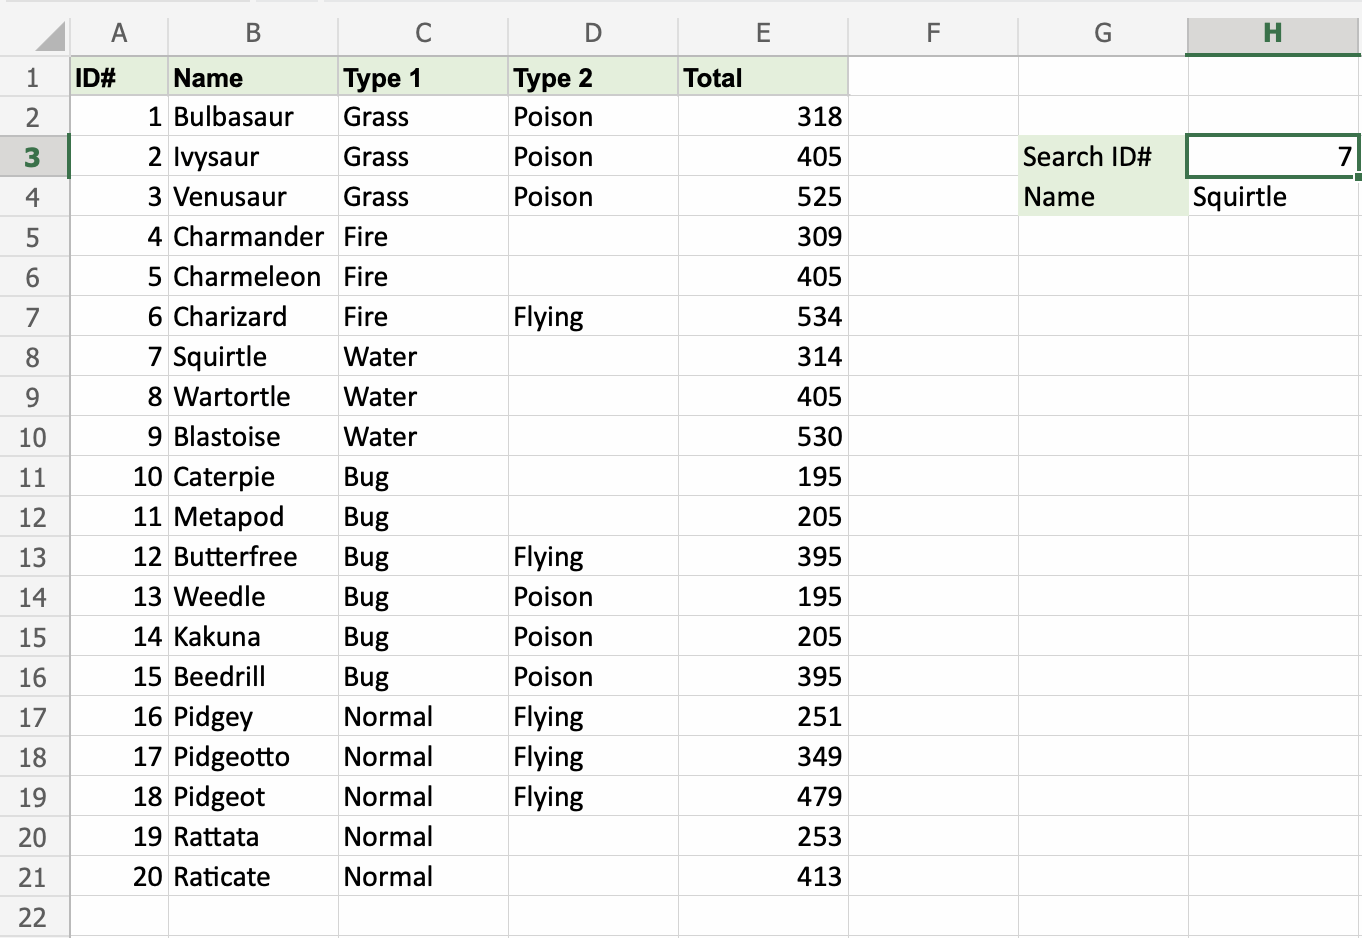 A B C D E F G H
1 ID# Name Type 1 Type 2 Total
2 1 Bulbasaur Grass Poison 318
3 2 Ivysaur Grass Poison 405 Search ID# 7
4 3 Venusaur Grass Poison 525 Name Squirtle
5 4 Charmander Fire 309
6 5 Charmeleon Fire 405
7 6 Charizard Fire Flying 534
8 7 Squirtle Water 314
9 8 Wartortle Water 405
10 9 Blastoise Water 530
11 10 Caterpie Bug 195
12 11 Metapod Bug 205
13 12 Butterfree Bug Flying 395
14 13 Weedle Bug Poison 195
15 14 Kakuna Bug Poison 205
16 15 Beedrill Bug Poison 395
17 16 Pidgey Normal Flying 251
18 17 Pidgeotto Normal Flying 349
19 18 Pidgeot Normal Flying 479
20 19 Rattata Normal 253
21 20 Raticate Normal 413
22